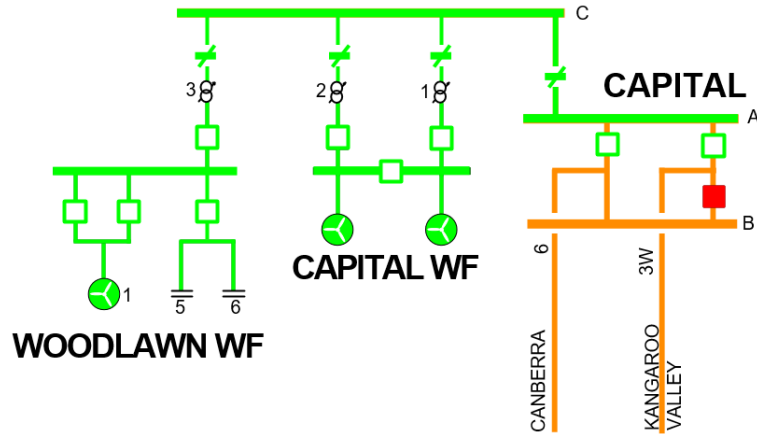 C
CAPITAL
3
2
1
A
B
6
3W
CAPITAL WF
1
5
6
WOODLAWN WF
CANBERRA
KANGAROO
VALLEY